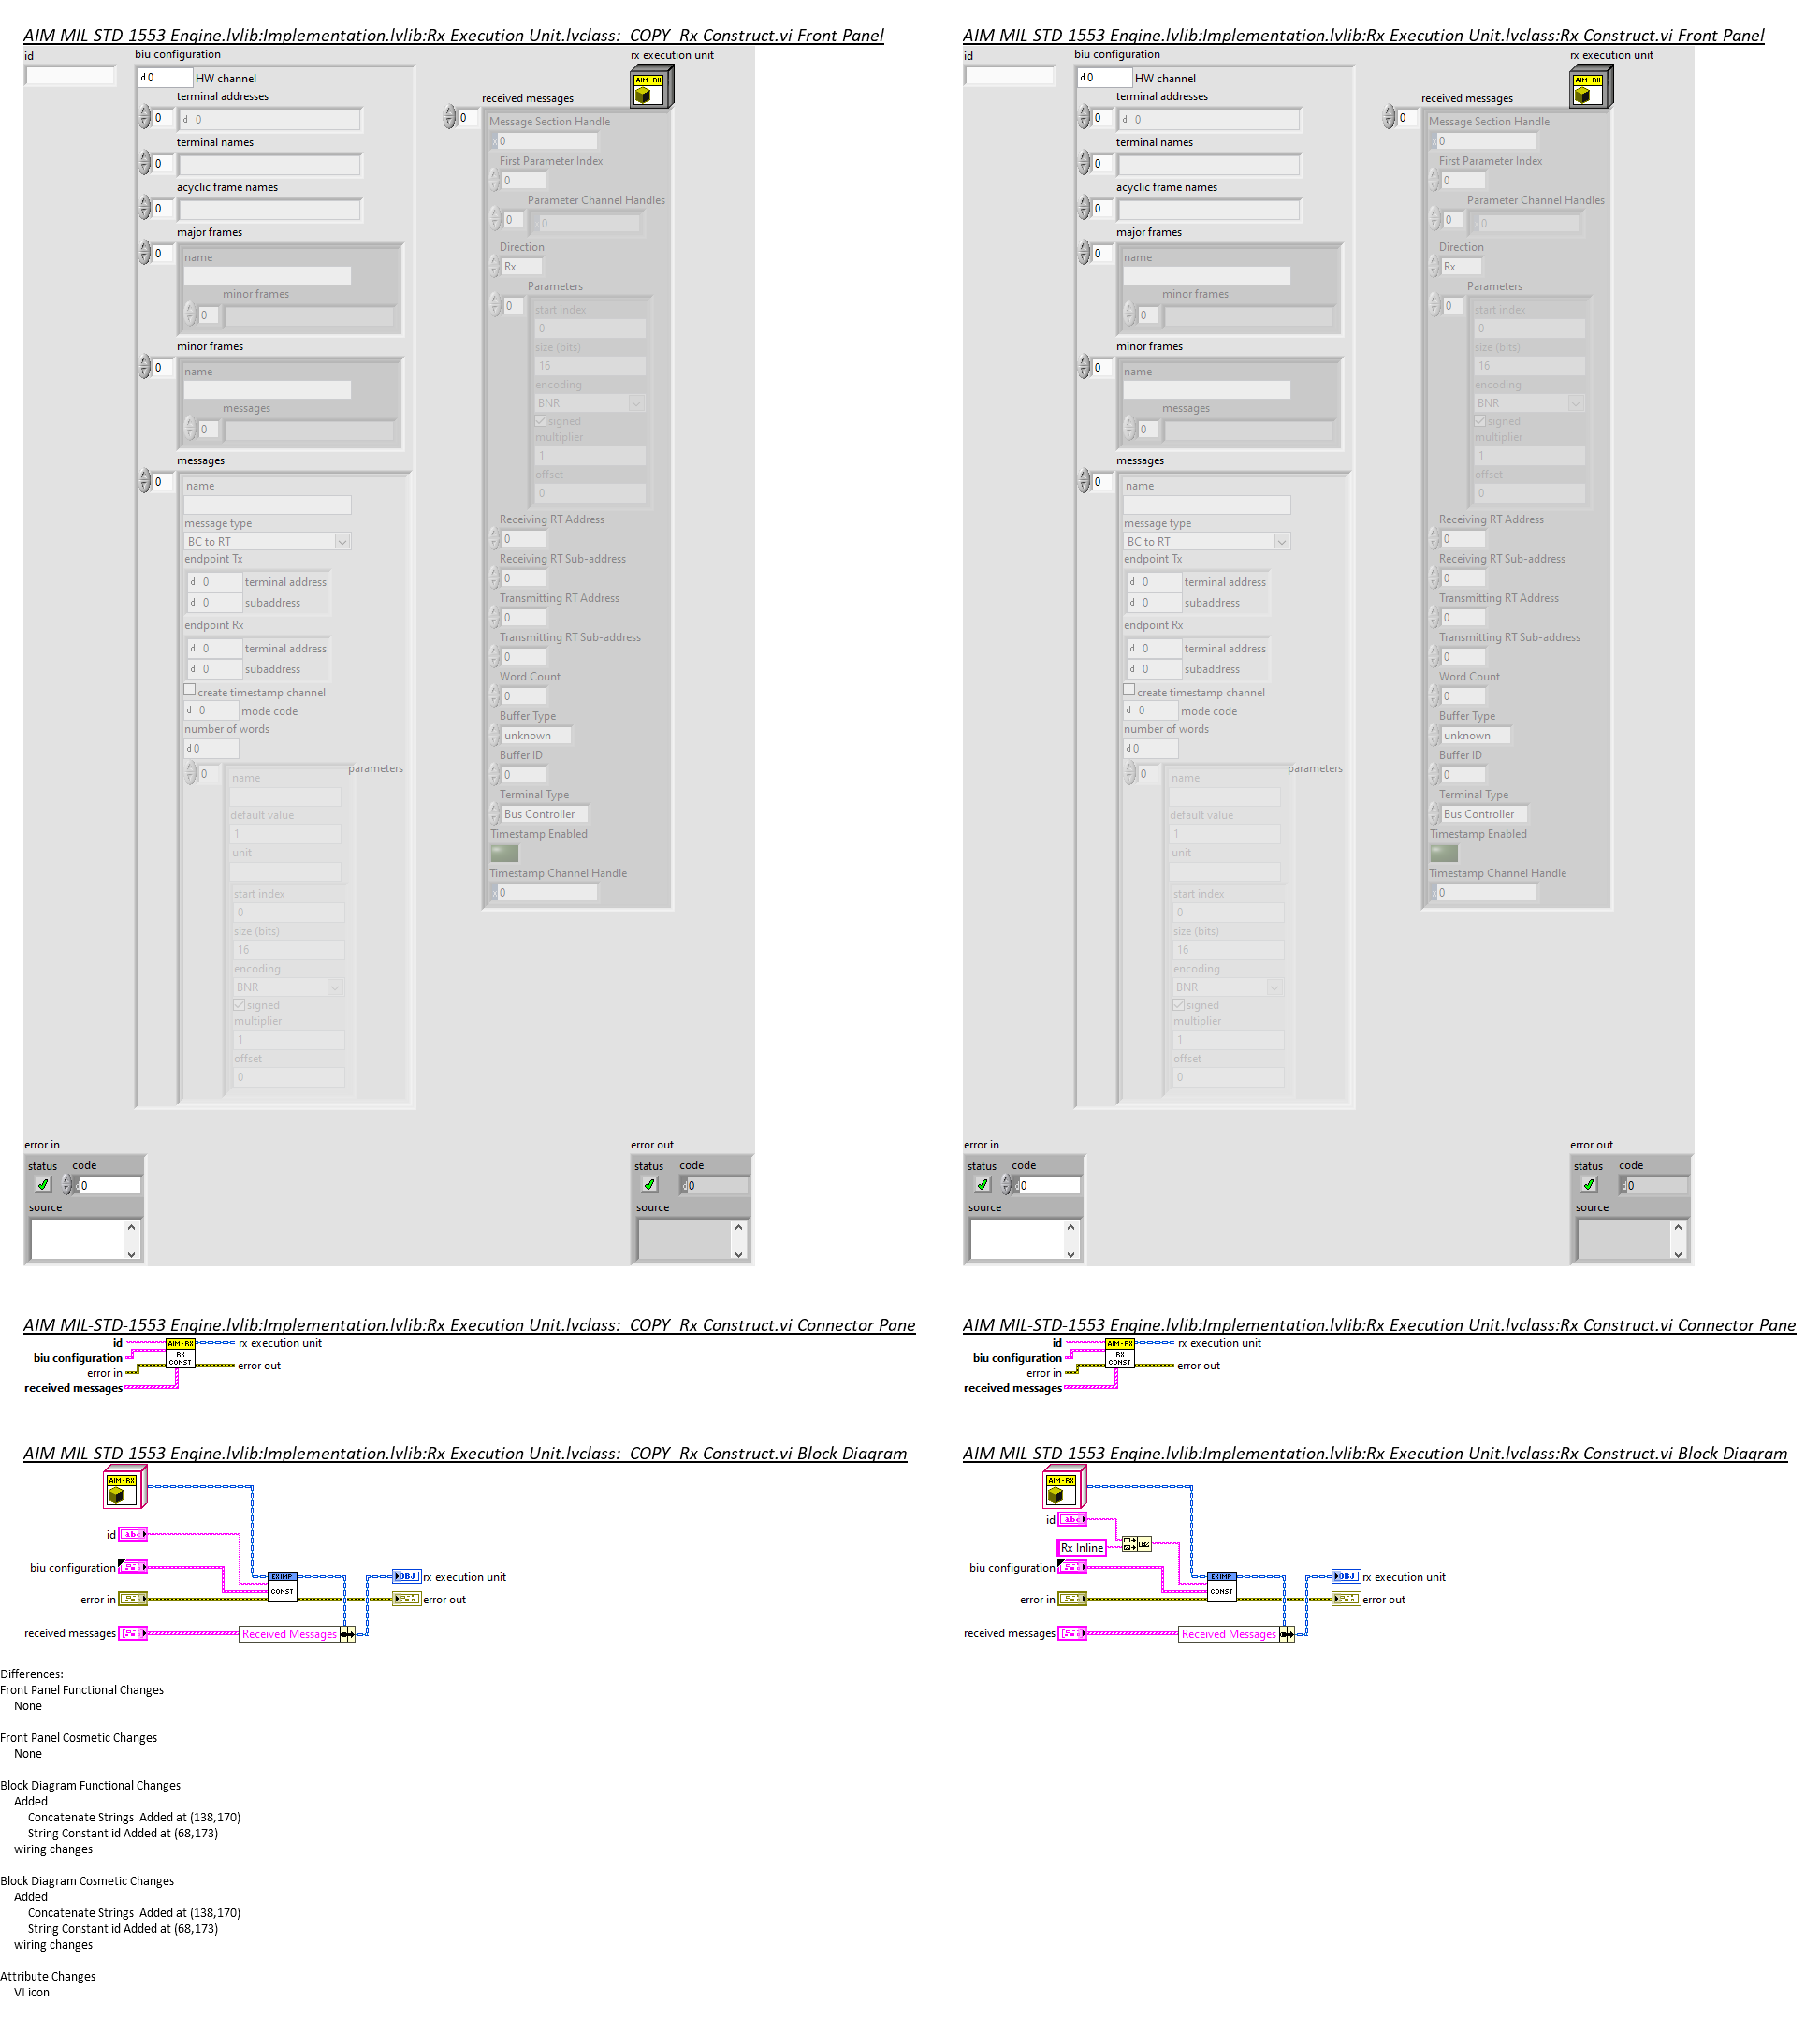 AIM MIL-STD-1553 Engine.lvlib:Implementation.lvlib:Rx Execution Unit.lvclass:_COPY_Rx Construct.vi Front Panel
id
biu configuration
rx execution unit
AIM-RX
d 0 HW channel
terminal addresses
0 d 0
terminal names
0
acyclic frame names
0
major frames
0
name
minor frames
0
minor frames
0
name
messages
0
messages
0
name
message type
BC to RT
endpoint Tx
d 0 terminal address
d 0 subaddress
endpoint Rx
d 0 terminal address
d 0 subaddress
create timestamp channel
d 0 mode code
number of words
d 0
0
parameters
name
default value
1
unit
start index
0
size (bits)
16
encoding
BNR
signed
multiplier
1
offset
0
received messages
0
Message Section Handle
x 0
First Parameter Index
0
Parameter Channel Handles
0 0
Direction
Rx
Parameters
0
start index
0
size (bits)
16
encoding
BNR
signed
multiplier
1
offset
0
Receiving RT Address
0
Receiving RT Sub-address
0
Transmitting RT Address
0
Transmitting RT Sub-address
0
Word Count
0
Buffer Type
unknown
Buffer ID
0
Terminal Type
Bus Controller
Timestamp Enabled
Timestamp Channel Handle
x 0
error in
status code
d 0
source
error out
status code
d 0
source
AIM MIL-STD-1553 Engine.lvlib:Implementation.lvlib:Rx Execution Unit.lvclass:Rx Construct.vi Front Panel
id
biu configuration
rx execution unit
AIM-RX
d 0 HW channel
terminal addresses
0 d 0
terminal names
0
acyclic frame names
0
major frames
0
name
minor frames
0
minor frames
0
name
messages
0
messages
0
name
message type
BC to RT
endpoint Tx
d 0 terminal address
d 0 subaddress
endpoint Rx
d 0 terminal address
d 0 subaddress
create timestamp channel
d 0 mode code
number of words
d 0
0
parameters
name
default value
1
unit
start index
0
size (bits)
16
encoding
BNR
signed
multiplier
1
offset
0
received messages
0
Message Section Handle
x 0
First Parameter Index
0
Parameter Channel Handles
0 0
Direction
Rx
Parameters
0
start index
0
size (bits)
16
encoding
BNR
signed
multiplier
1
offset
0
Receiving RT Address
0
Receiving RT Sub-address
0
Transmitting RT Address
0
Transmitting RT Sub-address
0
Word Count
0
Buffer Type
unknown
Buffer ID
0
Terminal Type
Bus Controller
Timestamp Enabled
Timestamp Channel Handle
x 0
error in
status code
d 0
source
error out
status code
d 0
source
AIM MIL-STD-1553 Engine.lvlib:Implementation.lvlib:Rx Execution Unit.lvclass:_COPY_Rx Construct.vi Connector Pane
id
biu configuration
error in
received messages
AIM-RX
RX
CONST
rx execution unit
error out
AIM MIL-STD-1553 Engine.lvlib:Implementation.lvlib:Rx Execution Unit.lvclass:Rx Construct.vi Connector Pane
id
biu configuration
error in
received messages
AIM-RX
RX
CONST
rx execution unit
error out
AIM MIL-STD-1553 Engine.lvlib:Implementation.lvlib:Rx Execution Unit.lvclass:_COPY_Rx Construct.vi Block Diagram
AIM-RX
id abc
biu configuration
error in
received messages
EXIMP
CONST
Received Messages
OBJ rx execution unit
error out
AIM MIL-STD-1553 Engine.lvlib:Implementation.lvlib:Rx Execution Unit.lvclass:Rx Construct.vi Block Diagram
AIM-RX
id abc
Rx Inline
biu configuration
error in
received messages
EXIMP
CONST
Received Messages
OBJ rx execution unit
error out
Differences:
Front Panel Functional Changes
None
Front Panel Cosmetic Changes
None
Block Diagram Functional Changes
Added
Concatenate Strings Added at (138,170)
String Constant id Added at (68,173)
wiring changes
Block Diagram Cosmetic Changes
Added
Concatenate Strings Added at (138,170)
String Constant id Added at (68,173)
wiring changes
Attribute Changes
VI icon